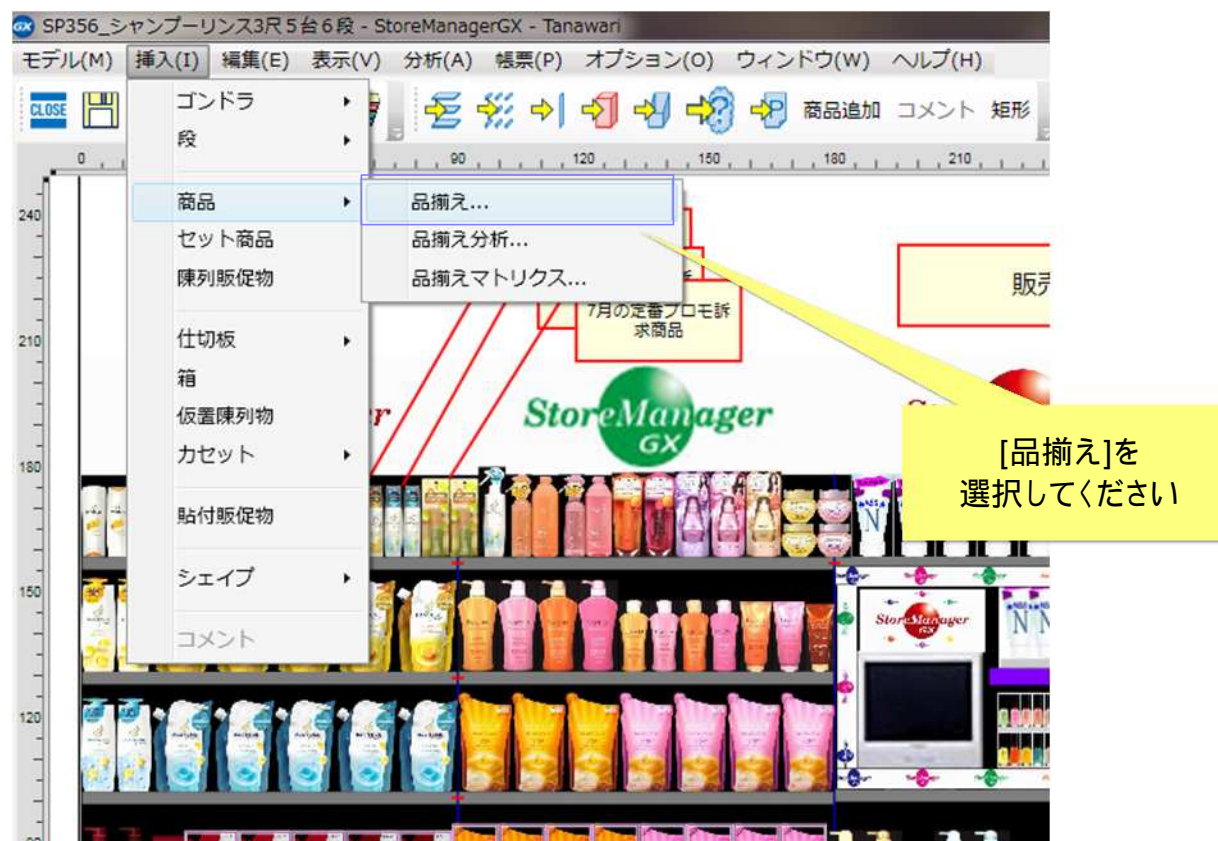 SP356_シャンプーリンス3尺5台6段 - StoreManagerGX - Tanawari
モデル(M) 挿入(I) 編集(E) 表示(V) 分析(A) 帳票(P) オプション(O) ウィンドウ(W) ヘルプ(H)
CLOSE 商品追加 コメント 矩形
0 90 120 150 180 210
ゴンドラ
段
商品
セット商品
陳列販促物
仕切板
箱
仮置陳列物
カセット
貼付販促物
シェイプ
コメント
品揃え...
品揃え分析...
品揃えマトリクス...
7月の定番プロモ訴
求商品
販売
StoreManager
GX
[品揃え]を
選択してください
StoreManager
GX
240
210
180
150
120
90